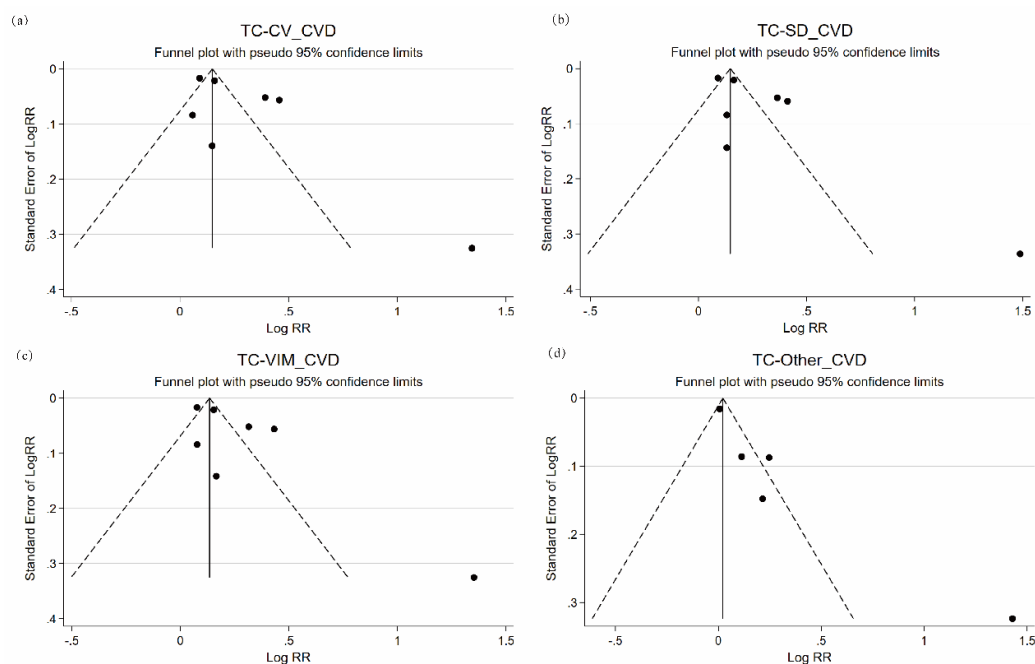 (a)
TC-CV_CVD
Funnel plot with pseudo 95% confidence limits
Standard Error of LogRR
0
.1
.2
.3
.4
-.5
0
.5
1
1.5
Log RR
(b)
TC-SD_CVD
Funnel plot with pseudo 95% confidence limits
Standard Error of LogRR
0
.1
.2
.3
.4
-.5
0
.5
1
1.5
Log RR
(c)
TC-VIM_CVD
Funnel plot with pseudo 95% confidence limits
Standard Error of LogRR
0
.1
.2
.3
.4
-.5
0
.5
1
1.5
Log RR
(d)
TC-Other_CVD
Funnel plot with pseudo 95% confidence limits
Standard Error of LogRR
0
.1
.2
.3
-.5
0
.5
1
1.5
Log RR